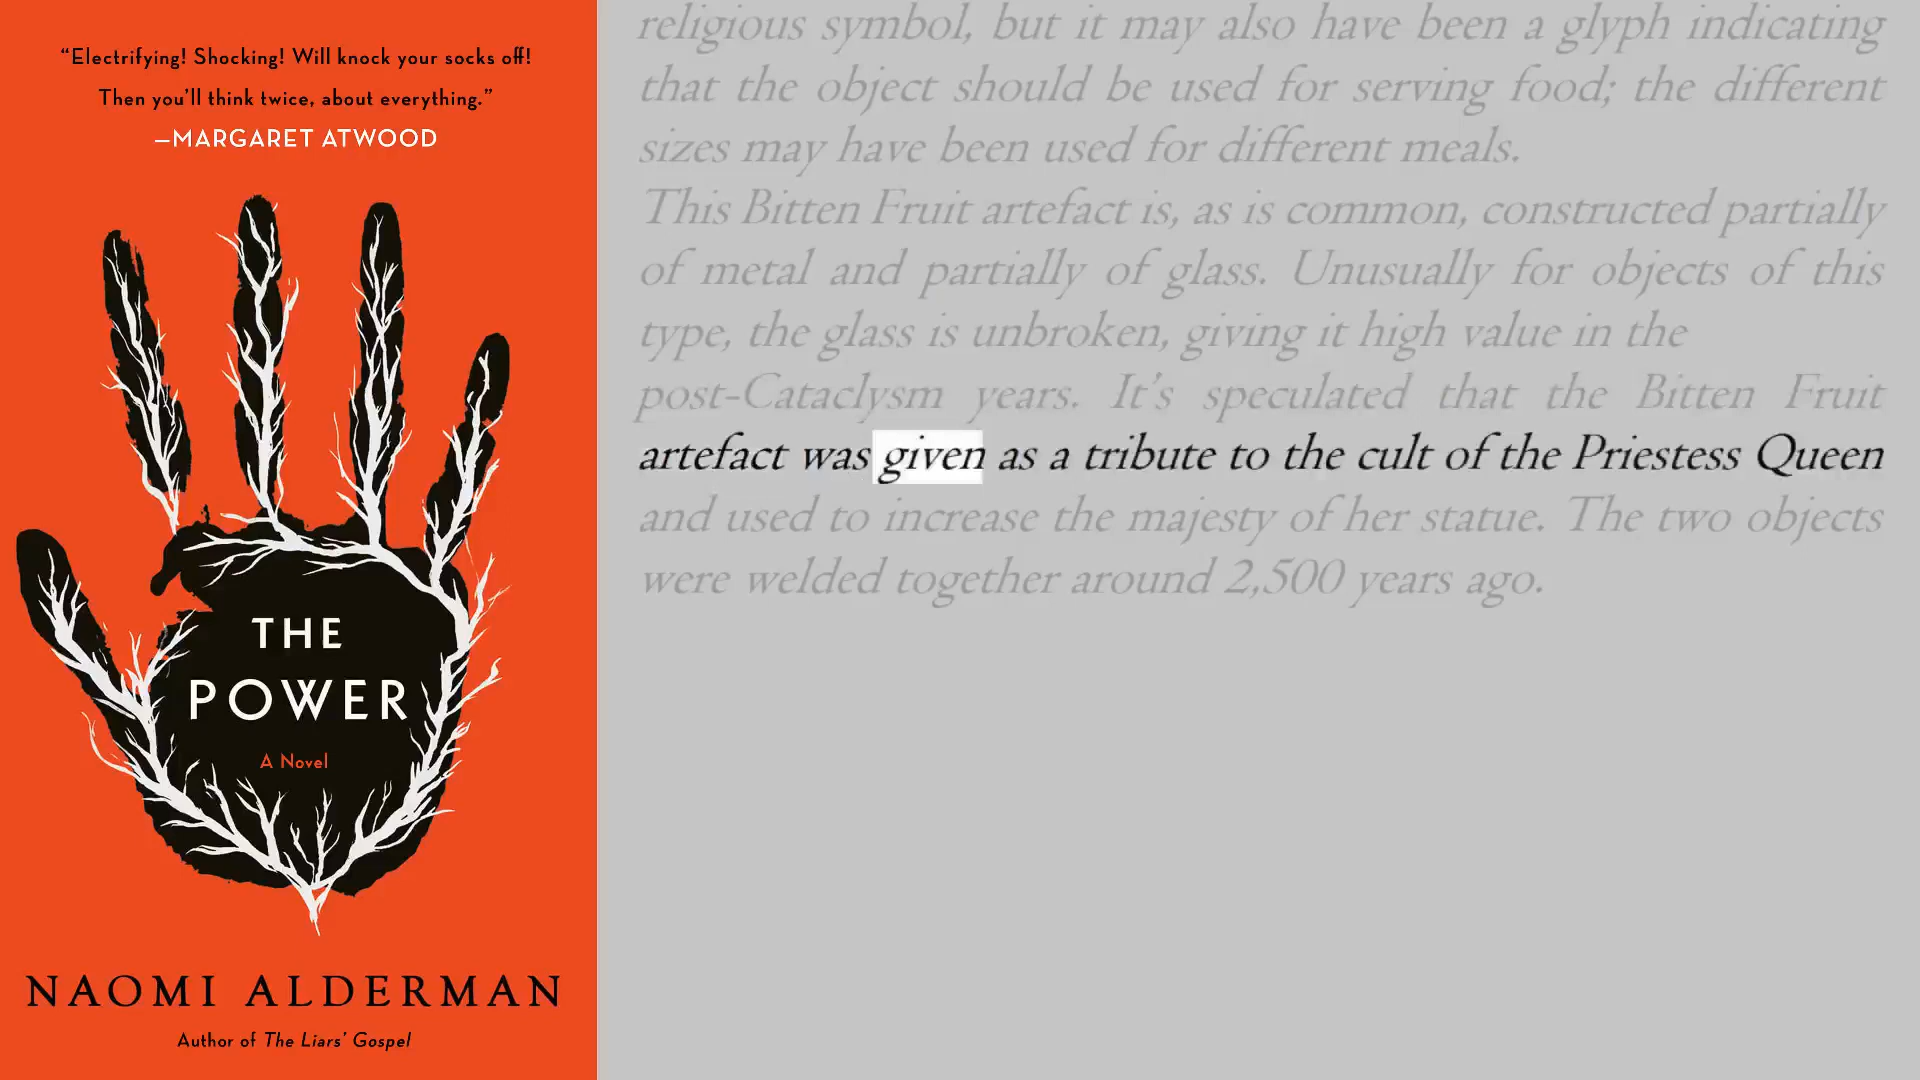 “Electrifying! Shocking! Will knock your socks off!
Then you’ll think twice, about everything.”
—MARGARET ATWOOD
THE
POWER
A Novel
NAOMI ALDERMAN
Author of The Liars’ Gospel
religious symbol, but it may also have been a glyph indicating
that the object should be used for serving food; the different
sizes may have been used for different meals.
This Bitten Fruit artefact is, as is common, constructed partially
of metal and partially of glass. Unusually for objects of this
type, the glass is unbroken, giving it high value in the
post-Cataclysm years. It’s speculated that the Bitten Fruit
artefact was given as a tribute to the cult of the Priestess Queen
and used to increase the majesty of her statue. The two objects
were welded together around 2,500 years ago.